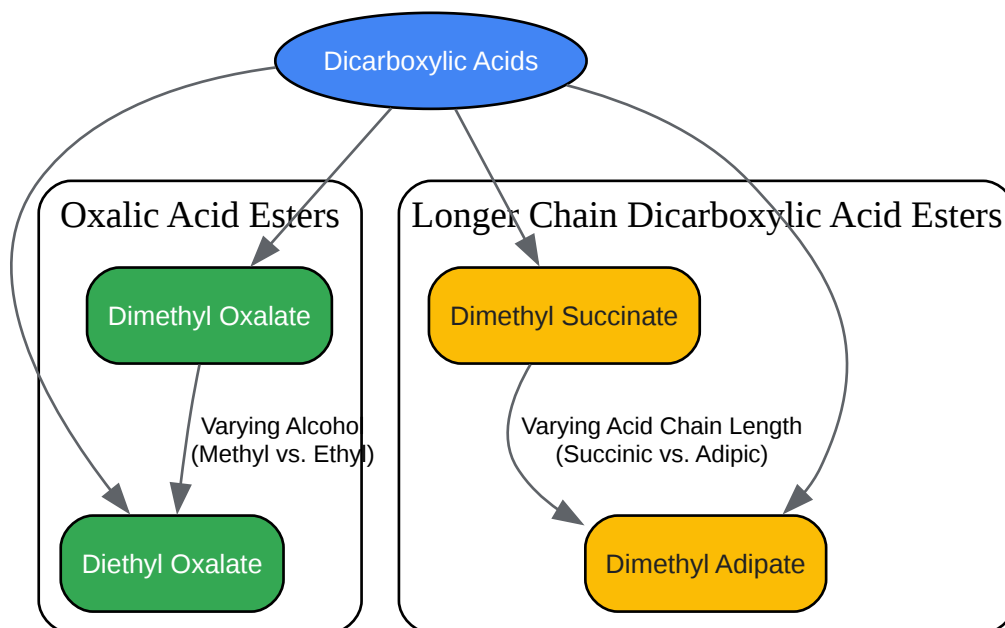 Dicarboxylic Acids
Oxalic Acid Esters
Longer Chain Dicarboxylic Acid Esters
Dimethyl Oxalate
Dimethyl Succinate
Varying Alcohol
(Methyl vs. Ethyl)
Varying Acid Chain Length
(Succinic vs. Adipic)
Diethyl Oxalate
Dimethyl Adipate